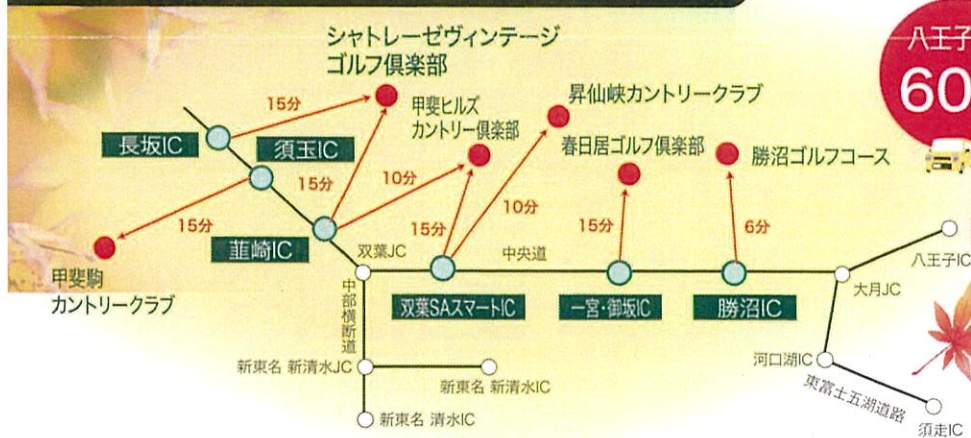 シャトレーゼヴィンテージ
ゴルフ倶楽部
八王子
60
15分
甲斐ヒルズ
カントリー倶楽部
昇仙峡カントリークラブ
長坂IC
須玉IC
春日居ゴルフ倶楽部
勝沼ゴルフコース
15分
10分
15分
15分
10分
15分
6分
韮崎IC
双葉JC
中央道
八王子IC
甲斐駒
カントリークラブ
中部横断道
双葉SAスマートIC
一宮・御坂IC
勝沼IC
大月JC
新東名 新清水JC
新東名 新清水IC
河口湖IC
東富士五湖道路
新東名 清水IC
須走IC